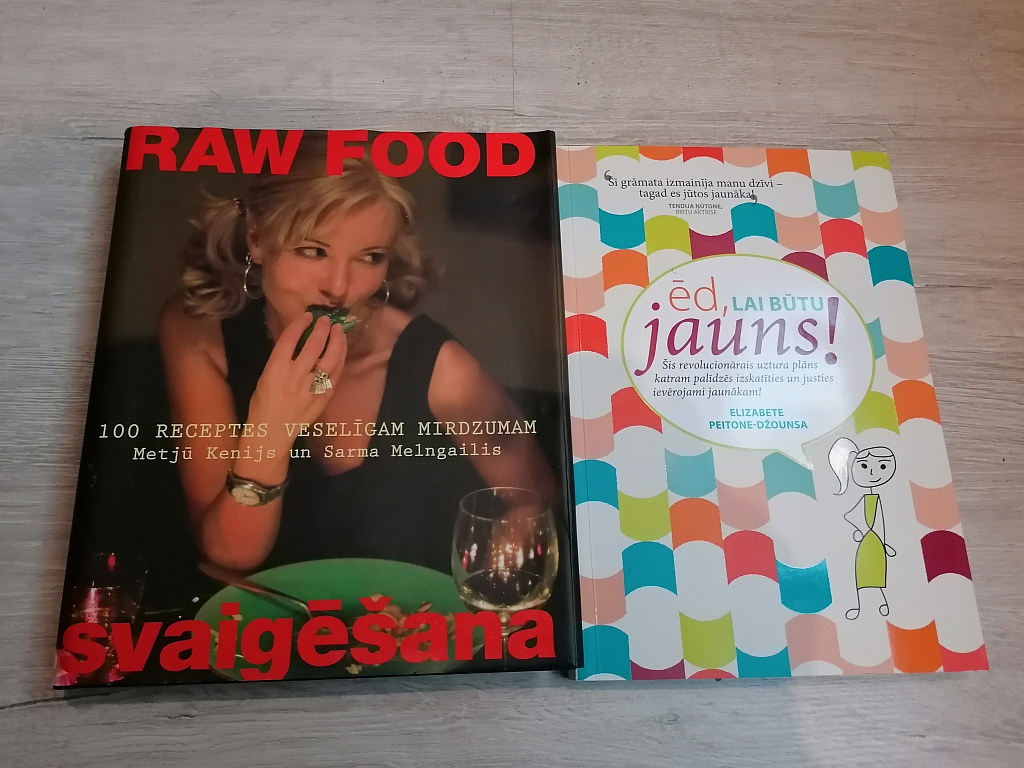 RAW FOOD
100 RECEPTES VESELĪGAM MIRDZUMAM
Metjū Kenijs un Sarma Melngailis
svaigēšana
Šī grāmata izmainīja manu dzīvi –
tagad es jūtos jaunāka!
TENDIJA NŪTONE,
BRITU AKTRISE
ēd, LAI BŪTU
jauns!
Šis revolucionārais uztura plāns
katram palīdzēs izskatīties un justies
ievērojami jaunākam!
ELIZABETE
PEITONE-DŽOUNSA